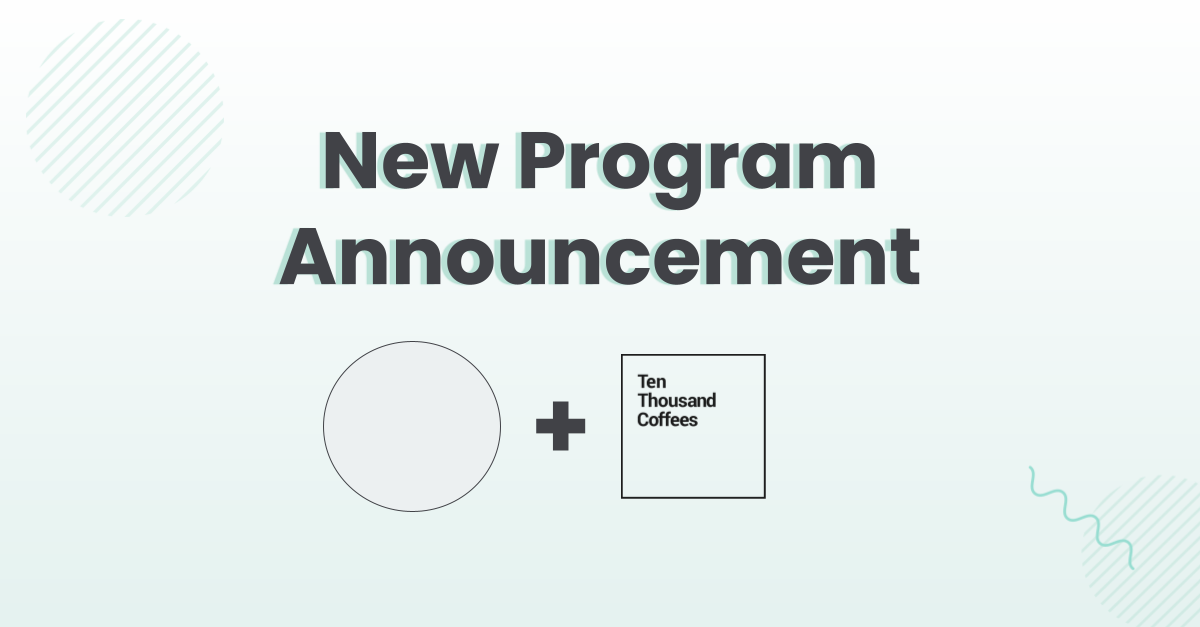 New Program
Announcement
Ten
Thousand
Coffees